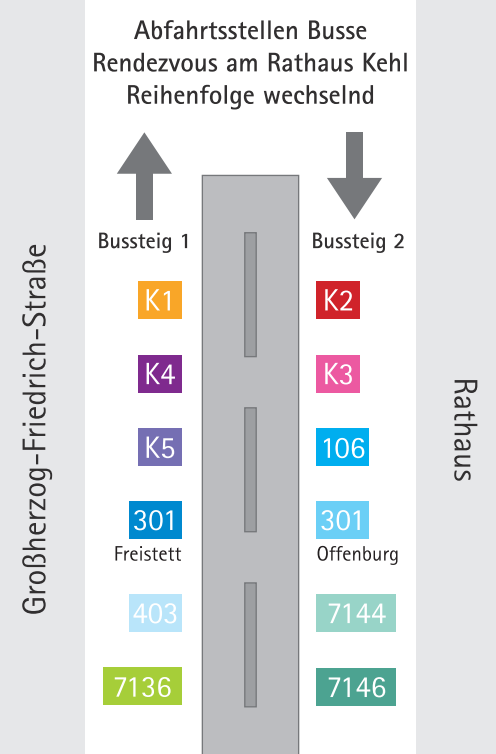 Abfahrtsstellen Busse
Rendezvous am Rathaus Kehl
Reihenfolge wechselnd
Großherzog-Friedrich-Straße
Bussteig 1
K1
K4
K5
301
Freistett
403
7136
Bussteig 2
K2
K3
106
301
Offenburg
7144
7146
Rathaus